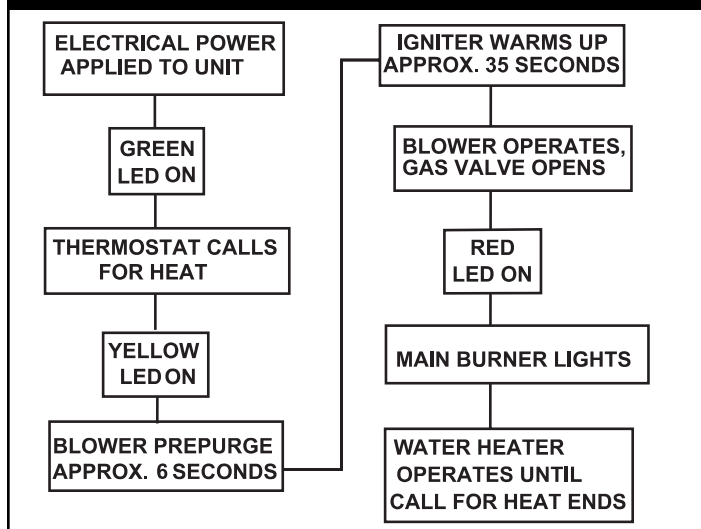 ELECTRICAL POWER
APPLIED TO UNIT
GREEN
LED ON
THERMOSTAT CALLS
FOR HEAT
YELLOW
LED ON
BLOWER PREPURGE
APPROX. 6 SECONDS
IGNITER WARMS UP
APPROX. 35 SECONDS
BLOWER OPERATES,
GAS VALVE OPENS
RED
LED ON
MAIN BURNER LIGHTS
WATER HEATER
OPERATES UNTIL
CALL FOR HEAT ENDS